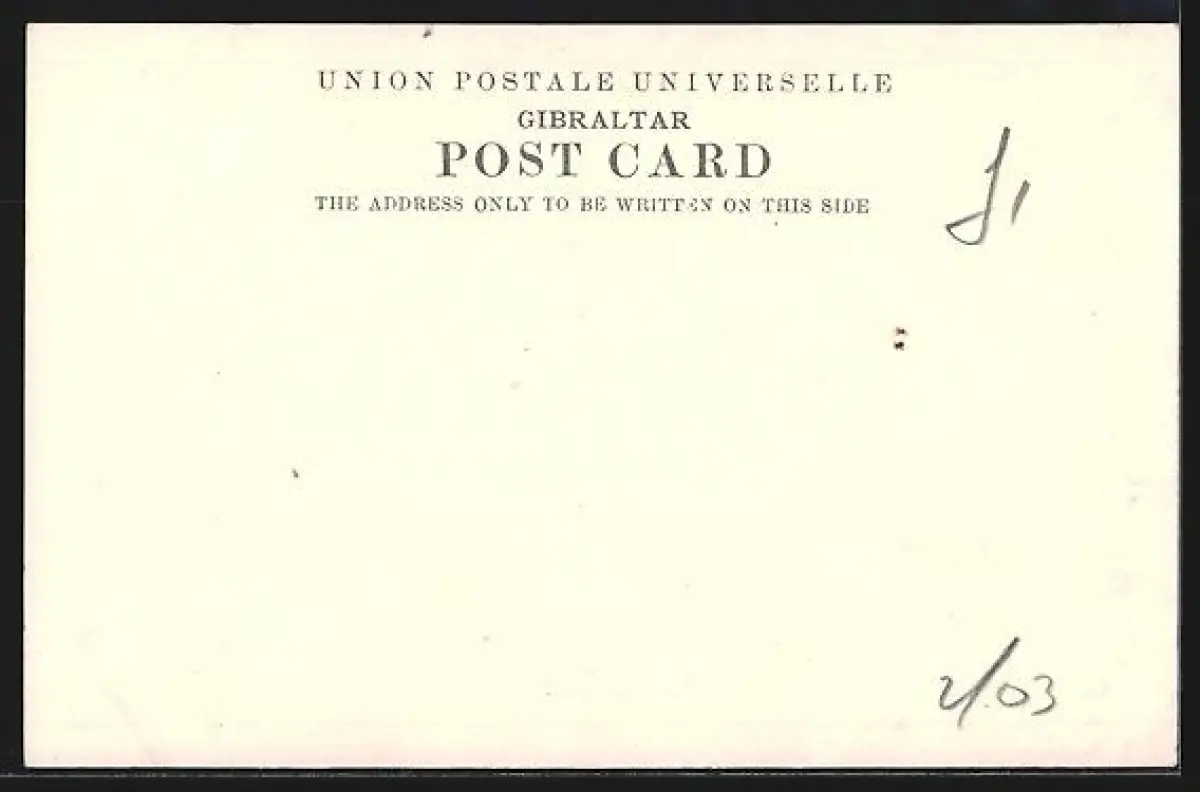 UNION POSTALE UNIVERSELLE
GIBRALTAR
POST CARD
THE ADDRESS ONLY TO BE WRITTEN ON THIS SIDE
2/.03